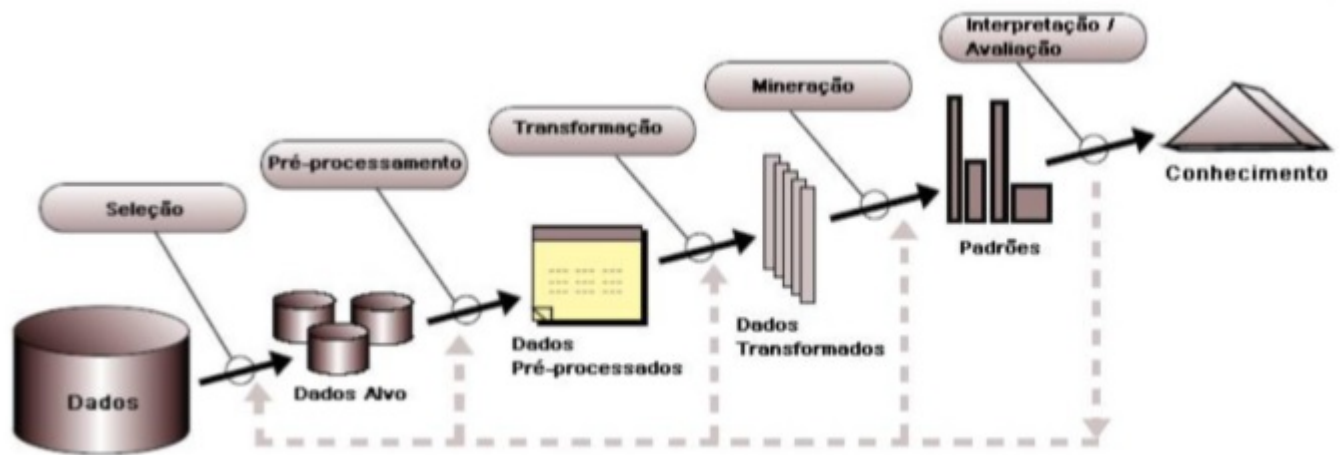 Seleção
Pré-processamento
Transformação
Mineração
Interpretação /
Avaliação
Dados
Dados Alvo
Dados
Pré-processados
Dados
Transformados
Padrões
Conhecimento